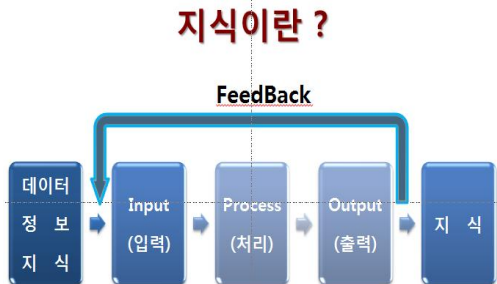 지식이란 ?
FeedBack
데이터
정 보
지 식
Input
(입력)
Process
(처리)
Output
(출력)
지 식